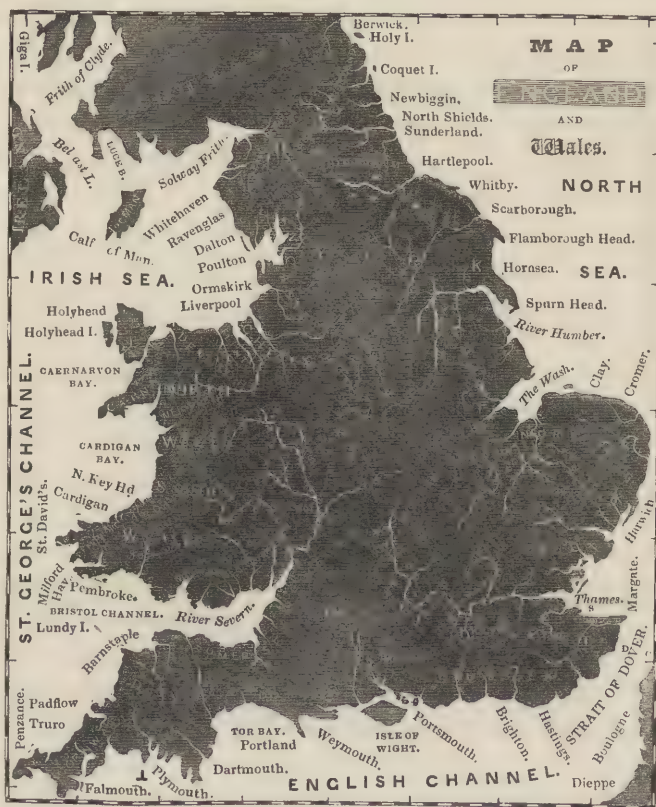 MAP
OF
ENGLAND
AND
Wales.
Berwick.
Holy I.
Coquet I.
Newbiggin.
North Shields.
Sunderland.
Hartlepool.
Whitby.
NORTH
SEA.
Scarborough.
Flamborough Head.
Hornsea.
Spurn Head.
River Humber.
The Wash.
Clay.
Cromer.
Harwich
Margate.
Thames.
STRAIT OF DOVER.
Boulogne
Dieppe
Hastings.
Brighton.
Portsmouth.
ISLE OF
WIGHT.
Weymouth.
TOR BAY.
Portland
Dartmouth.
ENGLISH CHANNEL.
Plymouth.
Falmouth.
Penzance.
Truro
Padflow
Barnstaple
Lundy I.
BRISTOL CHANNEL.
River Severn.
Pembroke.
Milford
Hav.
St. David's.
Cardigan
N. Key Hd
CARDIGAN
BAY.
ST. GEORGE'S CHANNEL.
CAERNARVON
BAY.
Holyhead I.
Holyhead
Liverpool
Ormskirk
IRISH SEA.
Poulton
Dalton
Ravenglas
Whitehaven
Calf of Man.
Solway Frith.
LUCE B.
Belfast L.
Frith of Clyde.
Giga I.